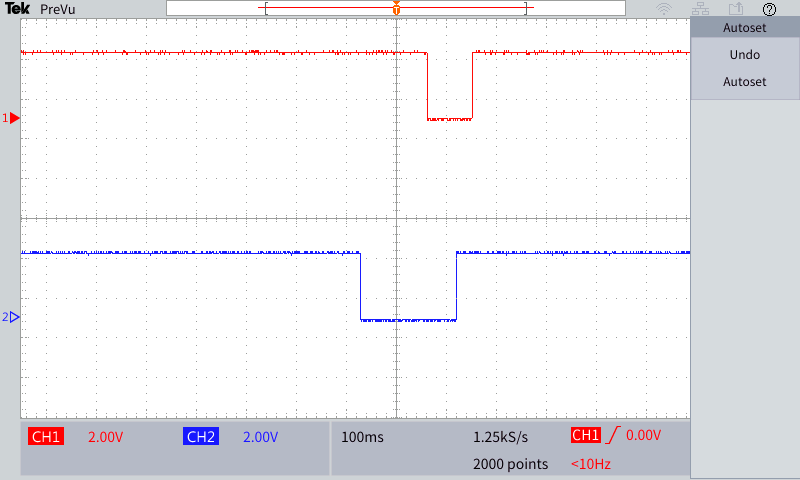 Tek PreVu
T
?
Autoset
Undo
Autoset
1
2
CH1 2.00V CH2 2.00V 100ms 1.25kS/s CH1 0.00V
2000 points <10Hz